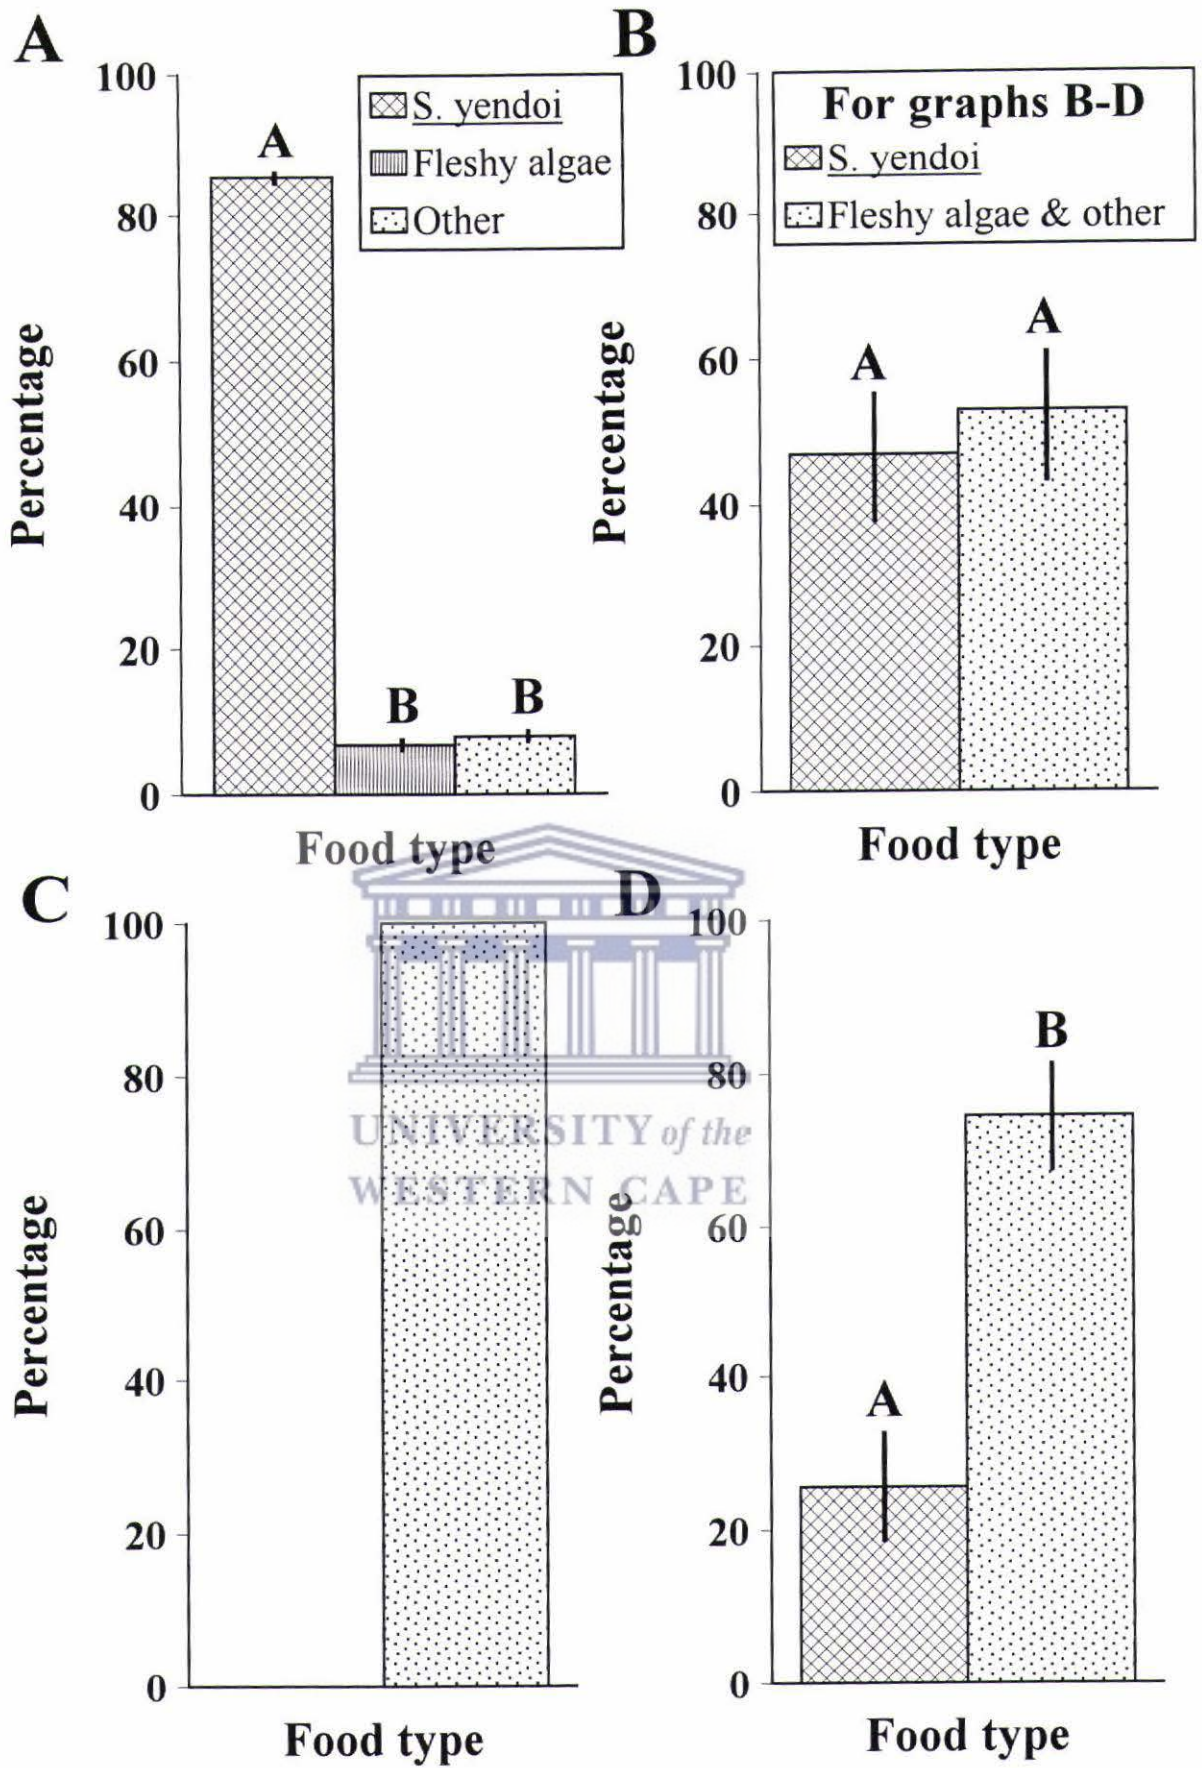 A
100
80
60
40
20
0
Percentage
A
B
B
S. yendoi
Fleshy algae
Other
Food type
B
100
80
60
40
20
0
Percentage
For graphs B-D
S. yendoi
Fleshy algae & other
A
A
Food type
C
100
80
60
40
20
0
Percentage
Food type
D
100
80
60
40
20
0
Percentage
A
B
Food type
UNIVERSITY of the
WESTERN CAPE